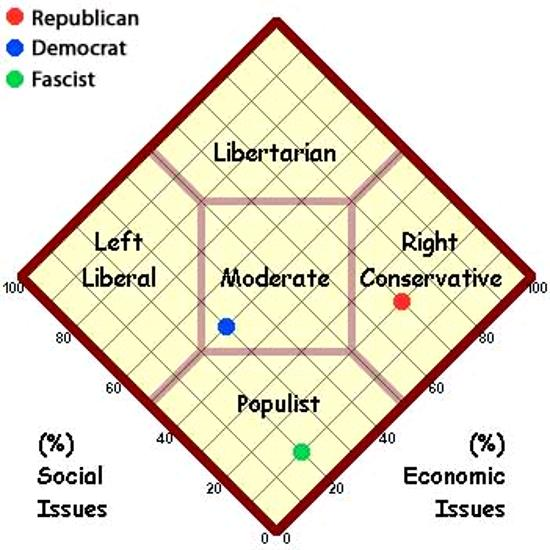 Republican
Democrat
Fascist
Libertarian
Left
Liberal
Moderate
Right
Conservative
Populist
100
80
60
40
20
0
0
20
40
60
80
100
(%)
Social
Issues
(%)
Economic
Issues